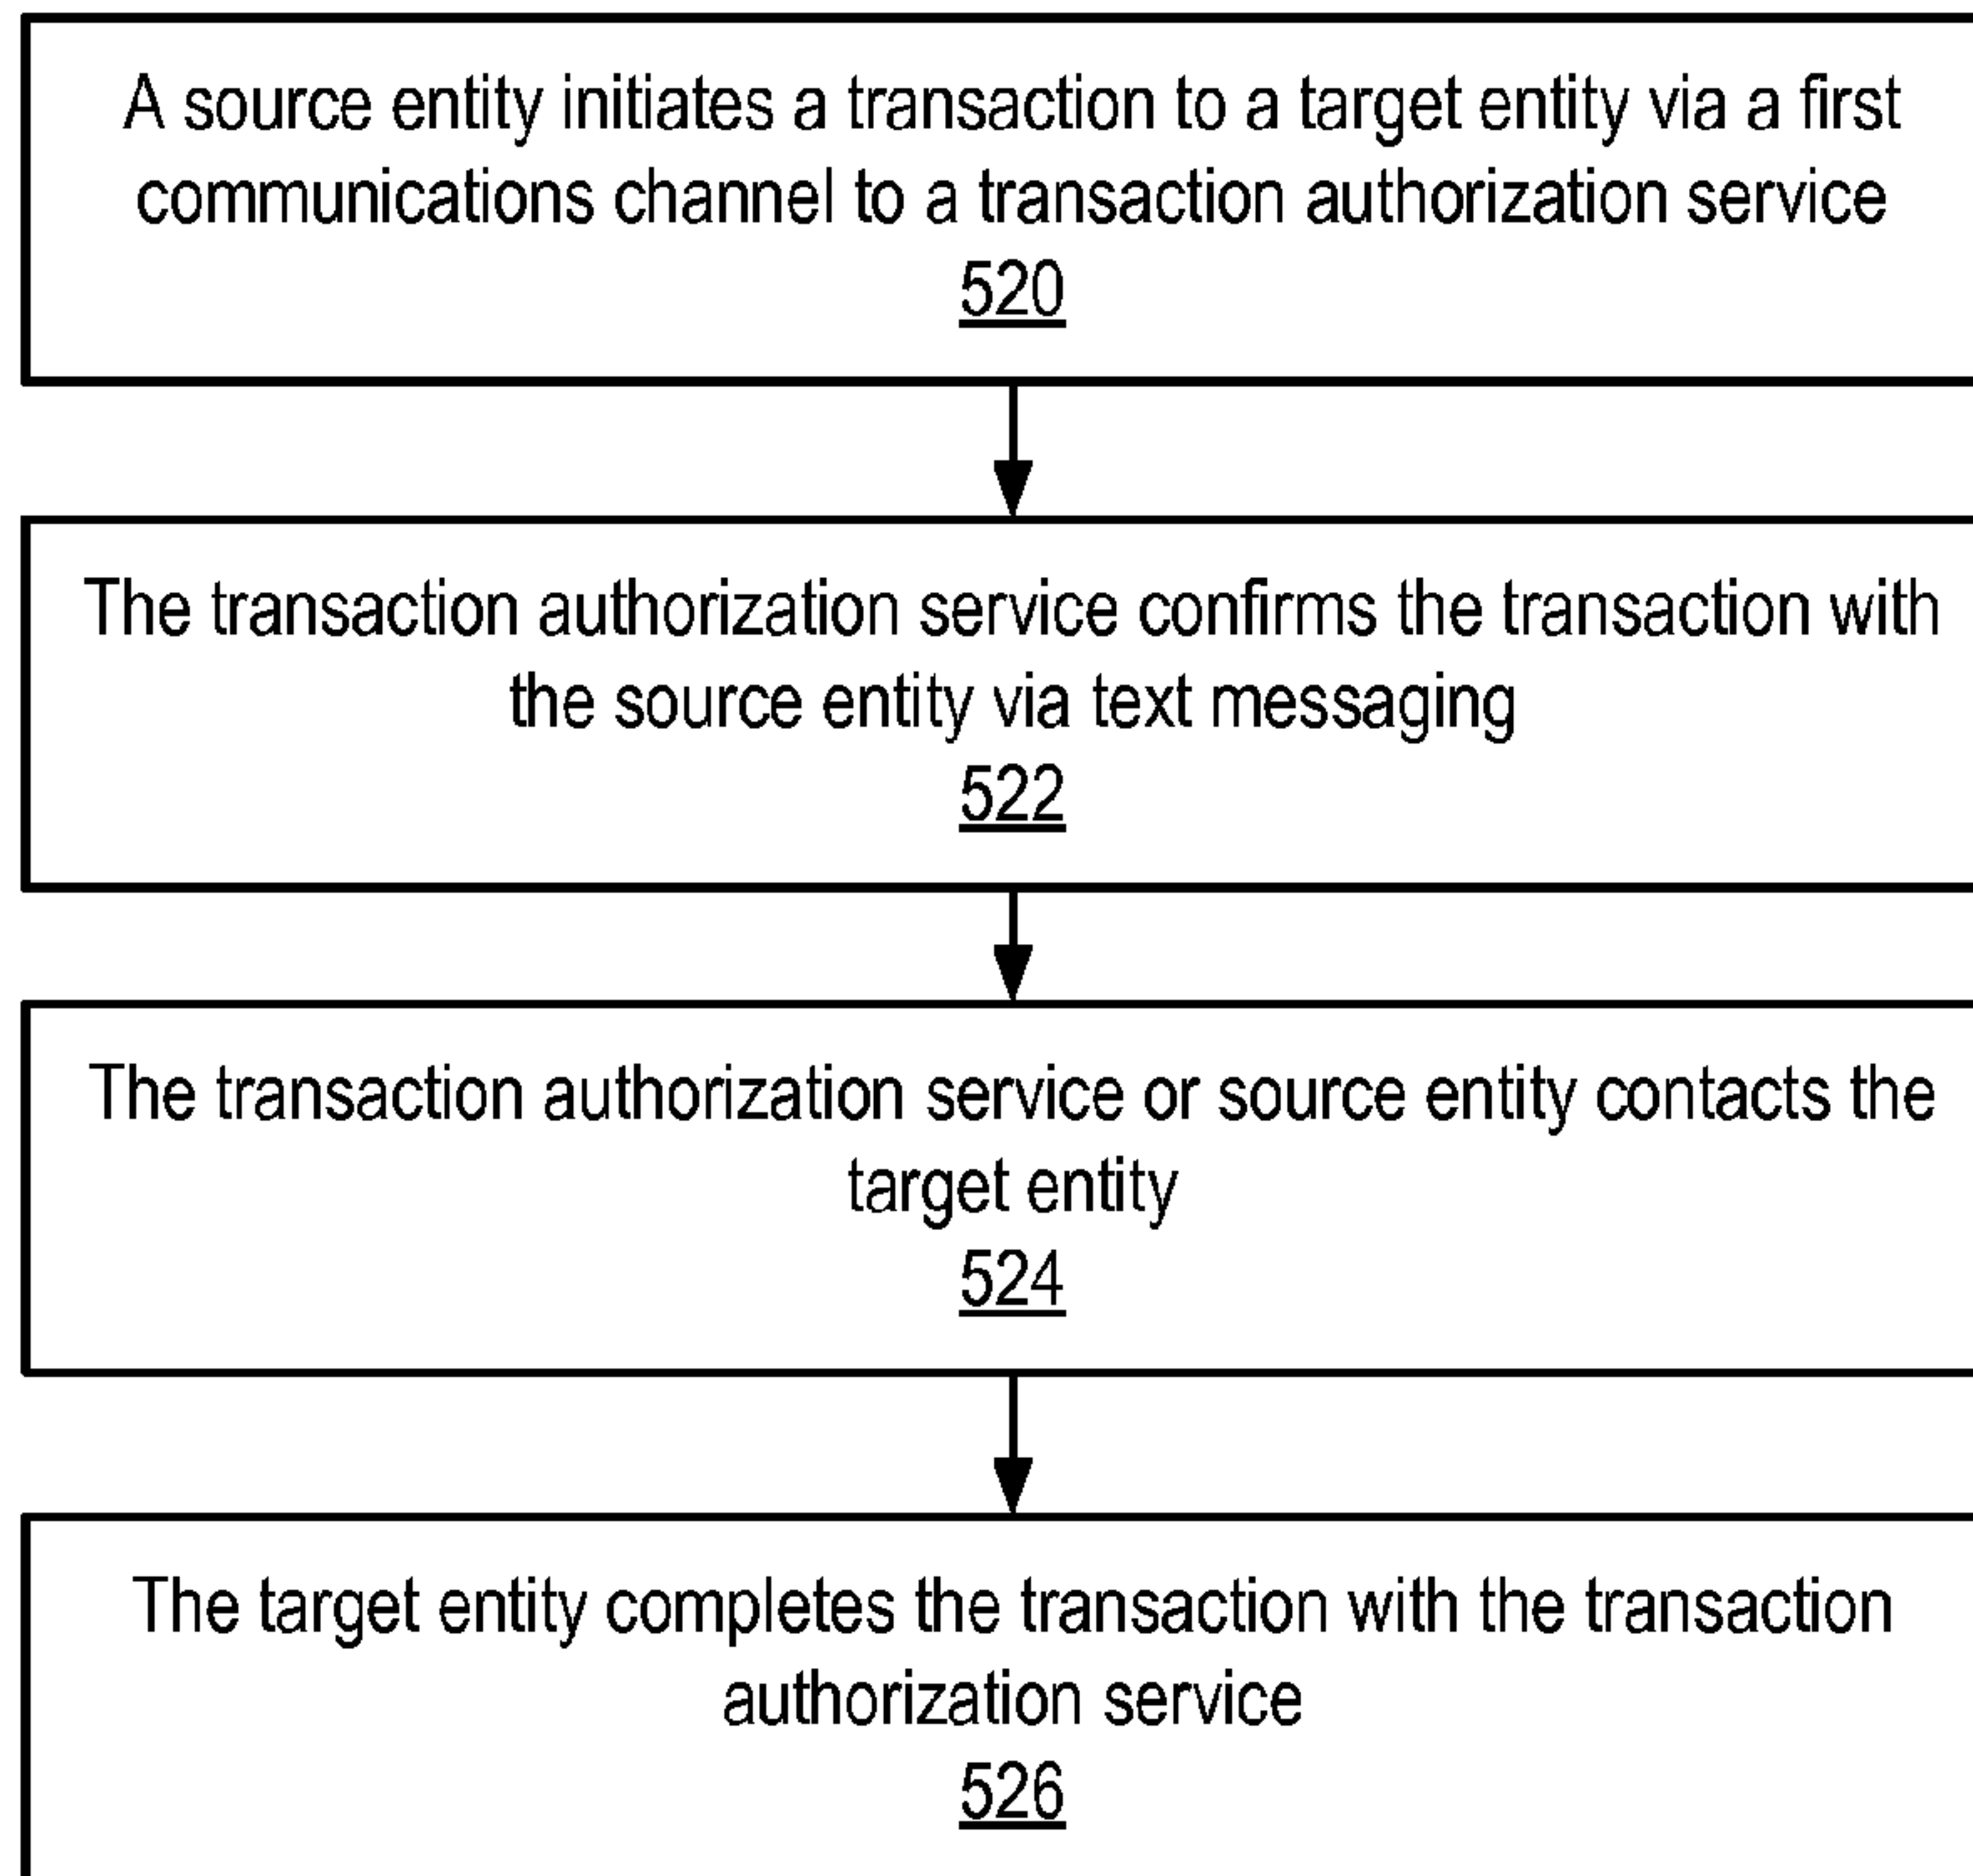 A source entity initiates a transaction to a target entity via a first
communications channel to a transaction authorization service
520
The transaction authorization service confirms the transaction with
the source entity via text messaging
522
The transaction authorization service or source entity contacts the
target entity
524
The target entity completes the transaction with the transaction
authorization service
526